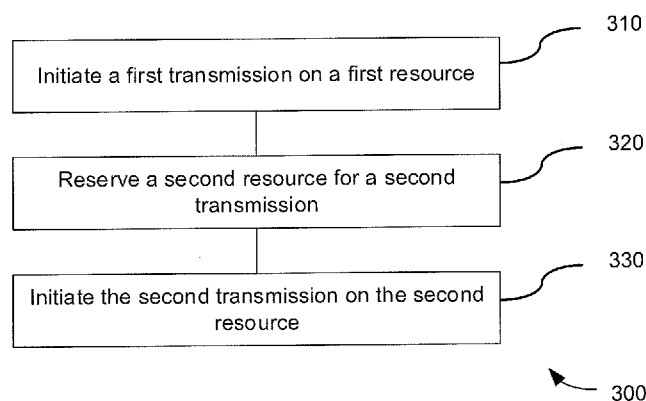 310
Initiate a first transmission on a first resource
320
Reserve a second resource for a second
transmission
330
Initiate the second transmission on the second
resource
300